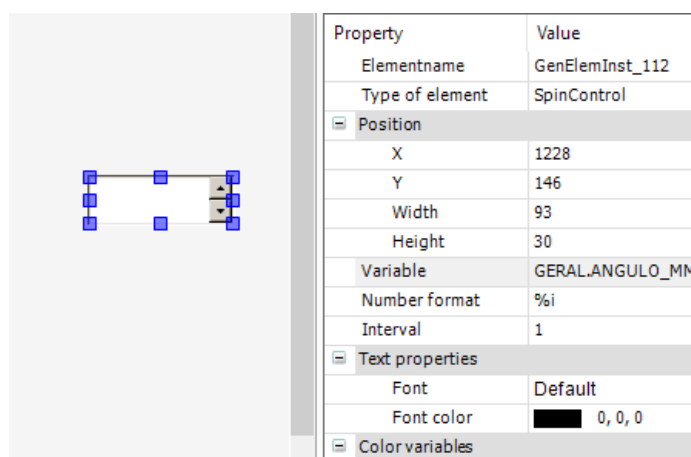 Property Value
Elementname GenElemInst_112
Type of element SpinControl
Position
X 1228
Y 146
Width 93
Height 30
Variable GERAL.ANGULO_MM
Number format %i
Interval 1
Text properties
Font Default
Font color 0, 0, 0
Color variables